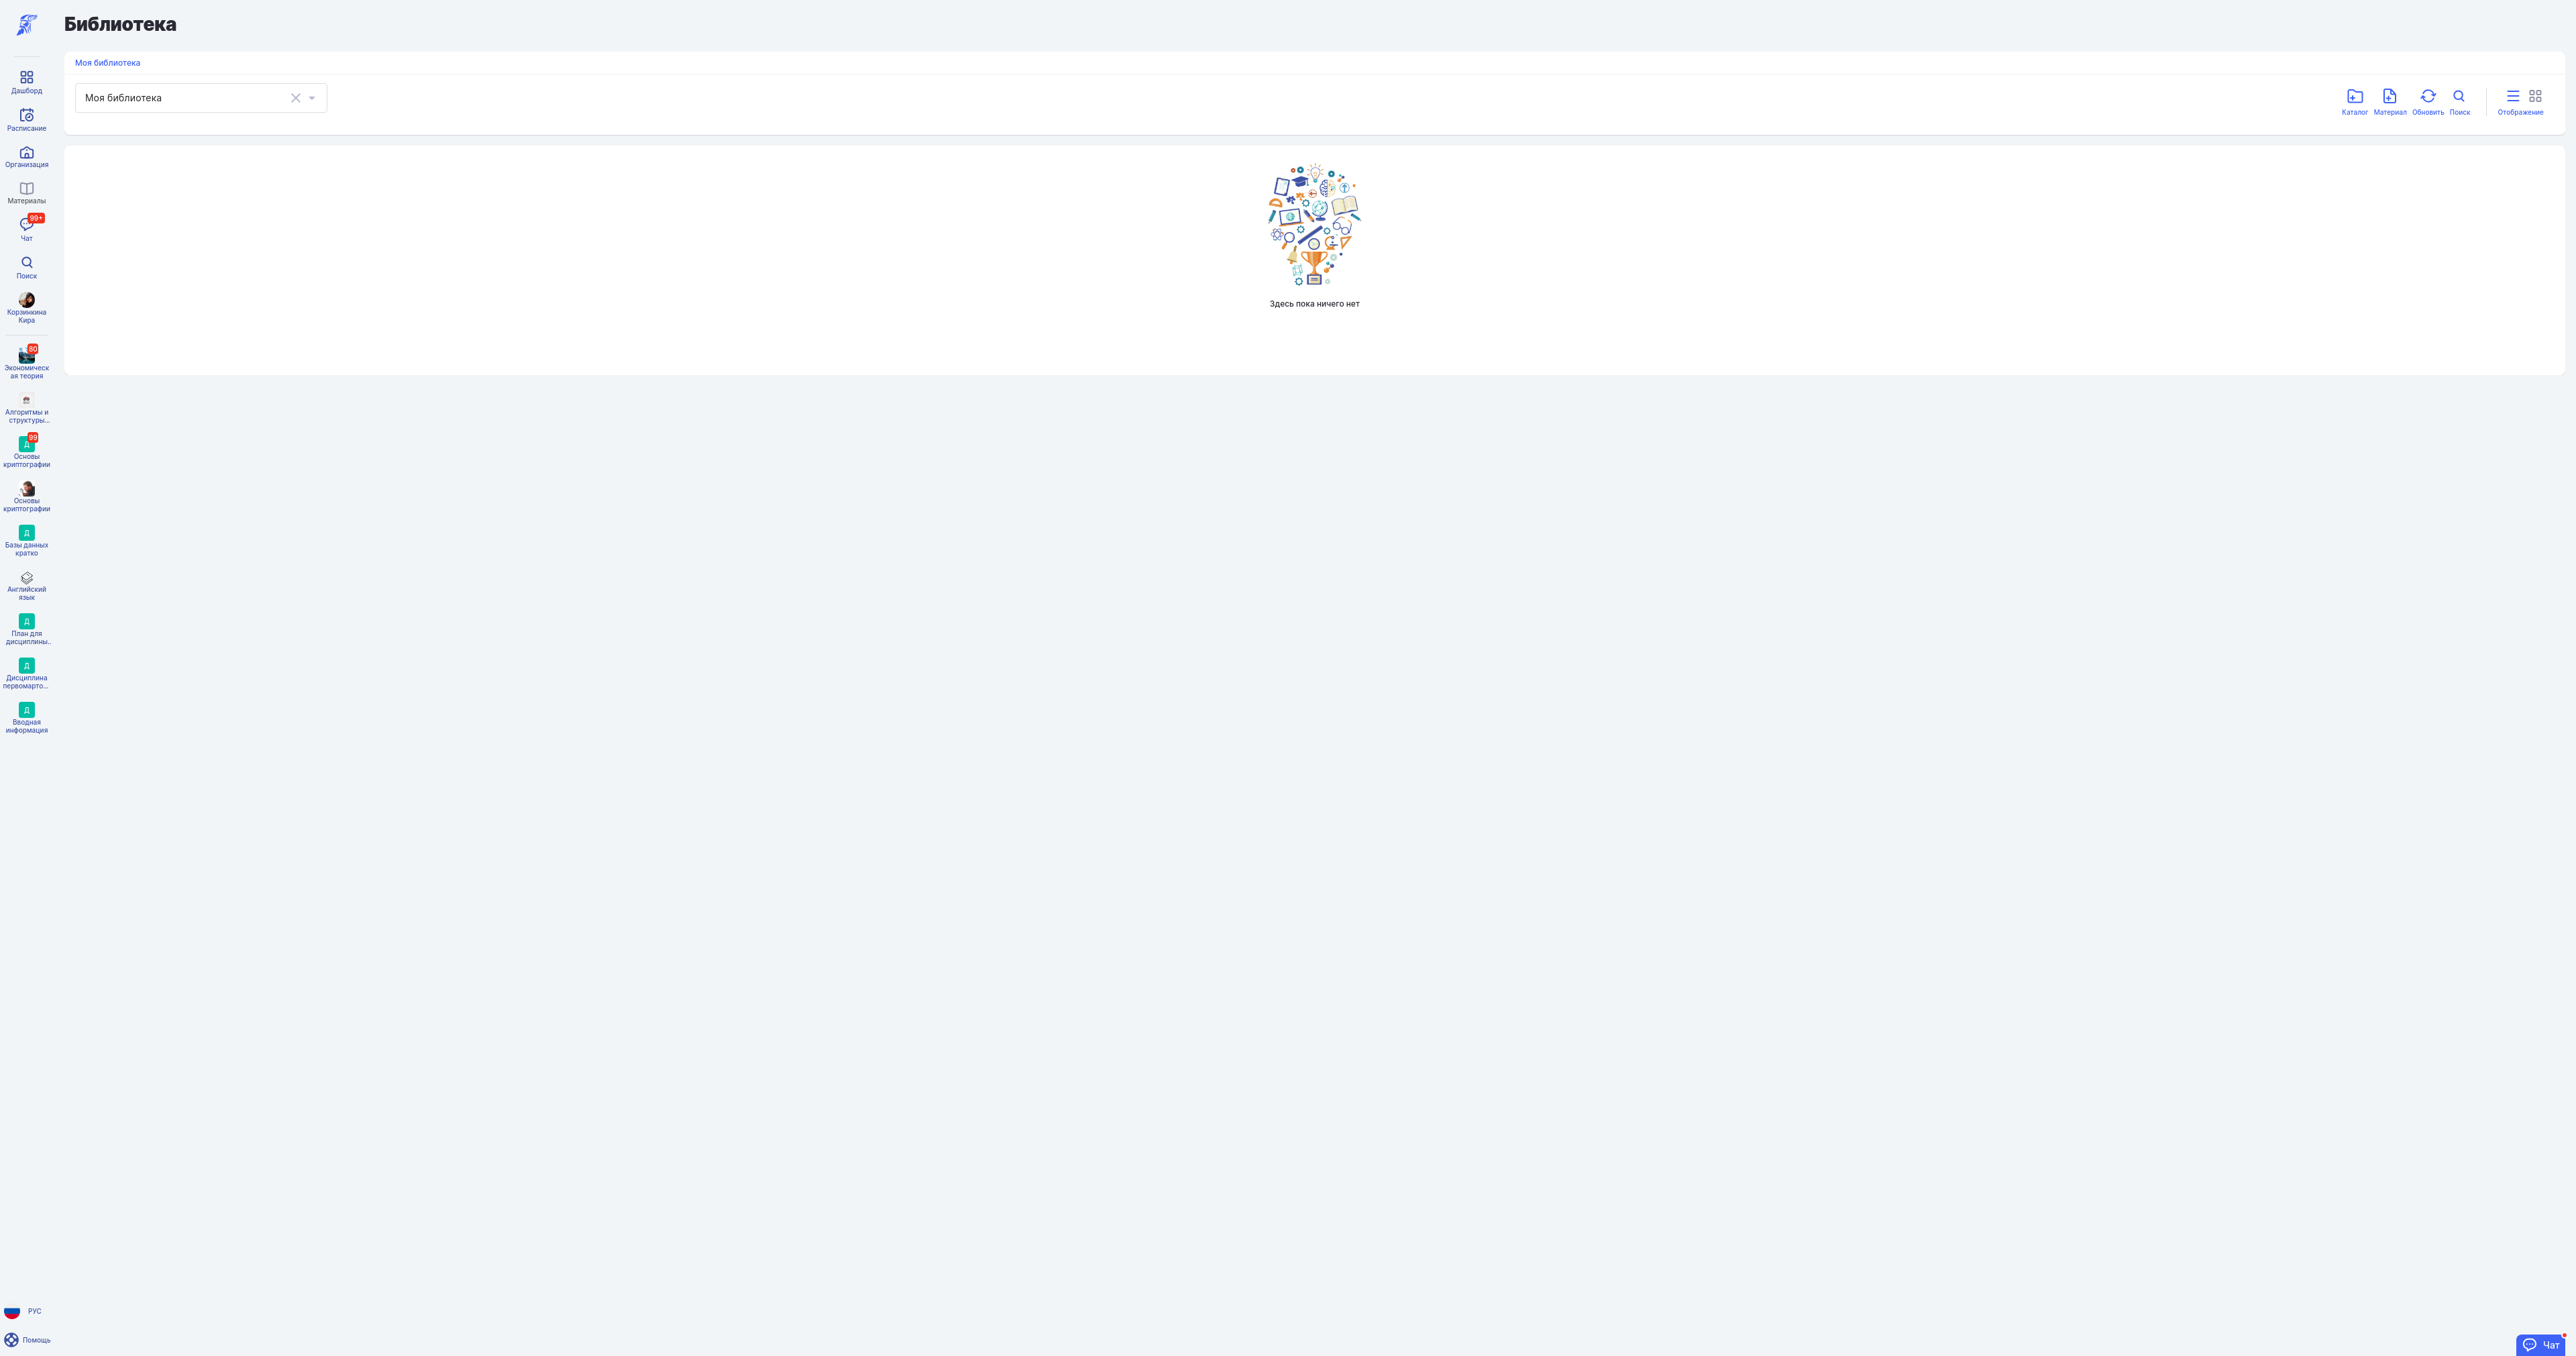 Библиотека
Моя библиотека
Моя библиотека
Каталог
Материал
Обновить
Поиск
Отображение
Здесь пока ничего нет
Дашборд
Расписание
Организация
Материалы
99+
Чат
Поиск
Корзинкина
Кира
80
Экономическ
ая теория
Алгоритмы и
структуры...
Д
99
Основы
криптографии
Основы
криптографии
Д
Базы данных
кратко
Английский
язык
Д
План для
дисциплины..
Д
Дисциплина
первомарто...
Д
Вводная
информация
РУС
Помощь
Чат